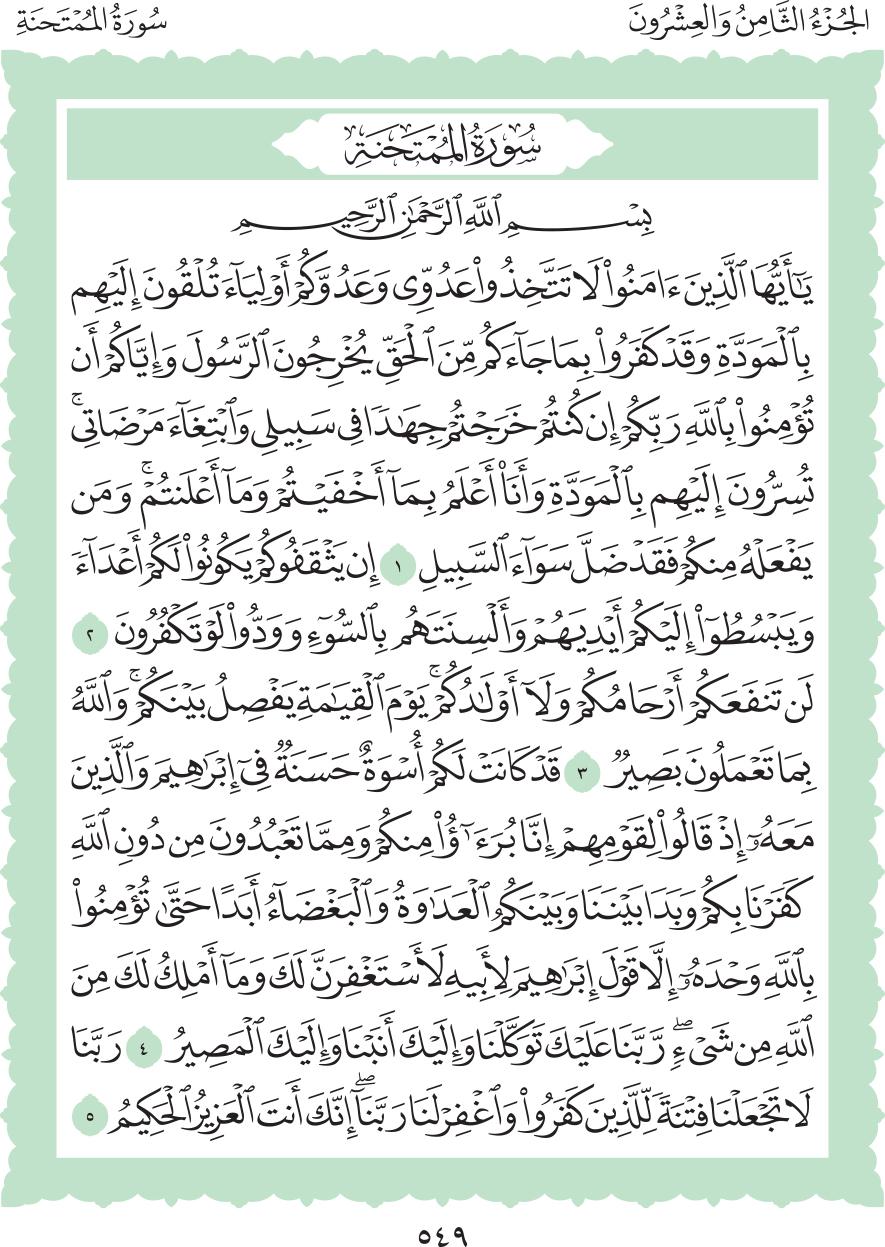 الجُزْءُ الثَّامِنُ وَالعِشْرُونَ
سُورَةُ المُمْتَحنَةِ
سُورَةُ المُمْتَحنَةِ
بِسْمِ ٱللَّهِ ٱلرَّحْمَٰنِ ٱلرَّحِيمِ
يَٰٓأَيُّهَا ٱلَّذِينَ ءَامَنُوا۟ لَا تَتَّخِذُوا۟ عَدُوِّى وَعَدُوَّكُمْ أَوْلِيَآءَ تُلْقُونَ إِلَيْهِم
بِٱلْمَوَدَّةِ وَقَدْ كَفَرُوا۟ بِمَا جَآءَكُم مِّنَ ٱلْحَقِّ يُخْرِجُونَ ٱلرَّسُولَ وَإِيَّاكُمْ أَن
تُؤْمِنُوا۟ بِٱللَّهِ رَبِّكُمْ إِن كُنتُمْ خَرَجْتُمْ جِهَٰدًا فِى سَبِيلِى وَٱبْتِغَآءَ مَرْضَاتِى ۚ
تُسِرُّونَ إِلَيْهِم بِٱلْمَوَدَّةِ وَأَنَا۠ أَعْلَمُ بِمَآ أَخْفَيْتُمْ وَمَآ أَعْلَنتُمْ ۚ وَمَن
يَفْعَلْهُ مِنكُمْ فَقَدْ ضَلَّ سَوَآءَ ٱلسَّبِيلِ ١ إِن يَثْقَفُوكُمْ يَكُونُوا۟ لَكُمْ أَعْدَآءً
وَيَبْسُطُوٓا۟ إِلَيْكُمْ أَيْدِيَهُمْ وَأَلْسِنَتَهُم بِٱلسُّوٓءِ وَوَدُّوا۟ لَوْ تَكْفُرُونَ ٢
لَن تَنفَعَكُمْ أَرْحَامُكُمْ وَلَآ أَوْلَٰدُكُمْ ۚ يَوْمَ ٱلْقِيَٰمَةِ يَفْصِلُ بَيْنَكُمْ ۚ وَٱللَّهُ
بِمَا تَعْمَلُونَ بَصِيرٌ ٣ قَدْ كَانَتْ لَكُمْ أُسْوَةٌ حَسَنَةٌ فِىٓ إِبْرَٰهِيمَ وَٱلَّذِينَ
مَعَهُۥٓ إِذْ قَالُوا۟ لِقَوْمِهِمْ إِنَّا بُرَءَٰٓؤُا۟ مِنكُمْ وَمِمَّا تَعْبُدُونَ مِن دُونِ ٱللَّهِ
كَفَرْنَا بِكُمْ وَبَدَا بَيْنَنَا وَبَيْنَكُمُ ٱلْعَدَٰوَةُ وَٱلْبَغْضَآءُ أَبَدًا حَتَّىٰ تُؤْمِنُوا۟
بِٱللَّهِ وَحْدَهُۥٓ إِلَّا قَوْلَ إِبْرَٰهِيمَ لِأَبِيهِ لَأَسْتَغْفِرَنَّ لَكَ وَمَآ أَمْلِكُ لَكَ مِنَ
ٱللَّهِ مِن شَىْءٍ ۖ رَّبَّنَا عَلَيْكَ تَوَكَّلْنَا وَإِلَيْكَ أَنَبْنَا وَإِلَيْكَ ٱلْمَصِيرُ ٤ رَبَّنَا
لَا تَجْعَلْنَا فِتْنَةً لِّلَّذِينَ كَفَرُوا۟ وَٱغْفِرْ لَنَا رَبَّنَآ ۖ إِنَّكَ أَنتَ ٱلْعَزِيزُ ٱلْحَكِيمُ ٥
٥٤٩